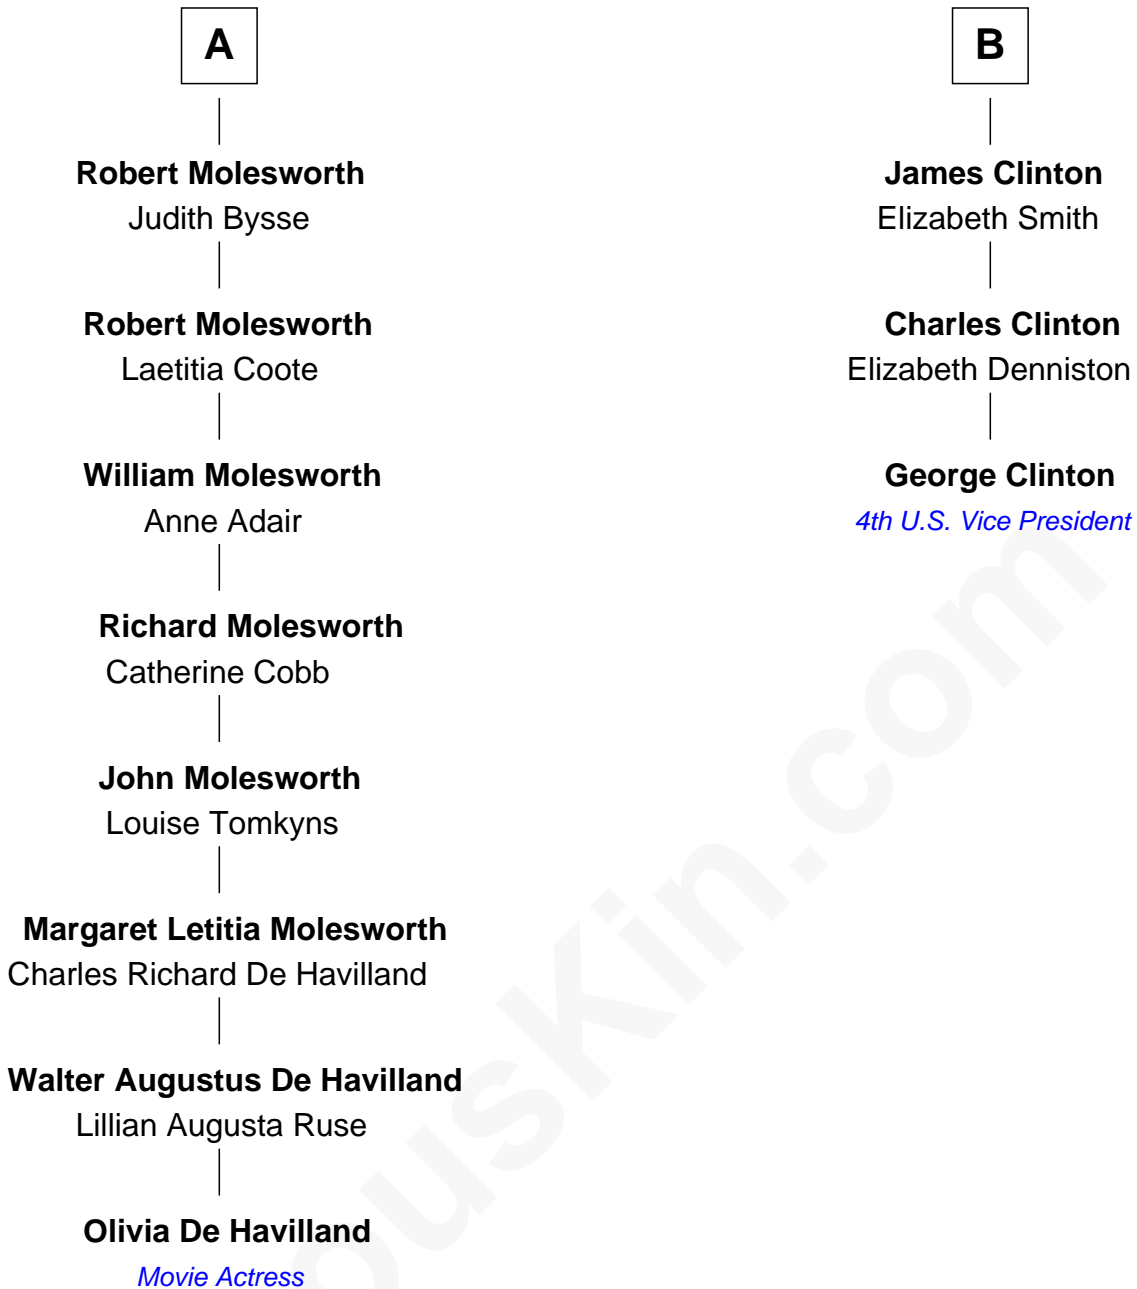 A
Robert Molesworth
Judith Bysse
Robert Molesworth
Laetitia Coote
William Molesworth
Anne Adair
Richard Molesworth
Catherine Cobb
John Molesworth
Louise Tomkyns
Margaret Letitia Molesworth
Charles Richard De Havilland
Walter Augustus De Havilland
Lillian Augusta Ruse
Olivia De Havilland
Movie Actress
B
James Clinton
Elizabeth Smith
Charles Clinton
Elizabeth Denniston
George Clinton
4th U.S. Vice President
ousKin.com